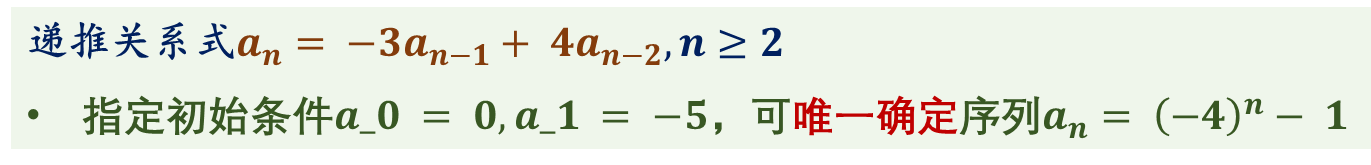 递推关系式aₙ = −3aₙ₋₁ + 4aₙ₋₂, n ≥ 2
• 指定初始条件a_0 = 0, a_1 = −5，可唯一确定序列aₙ = (−4)ⁿ − 1